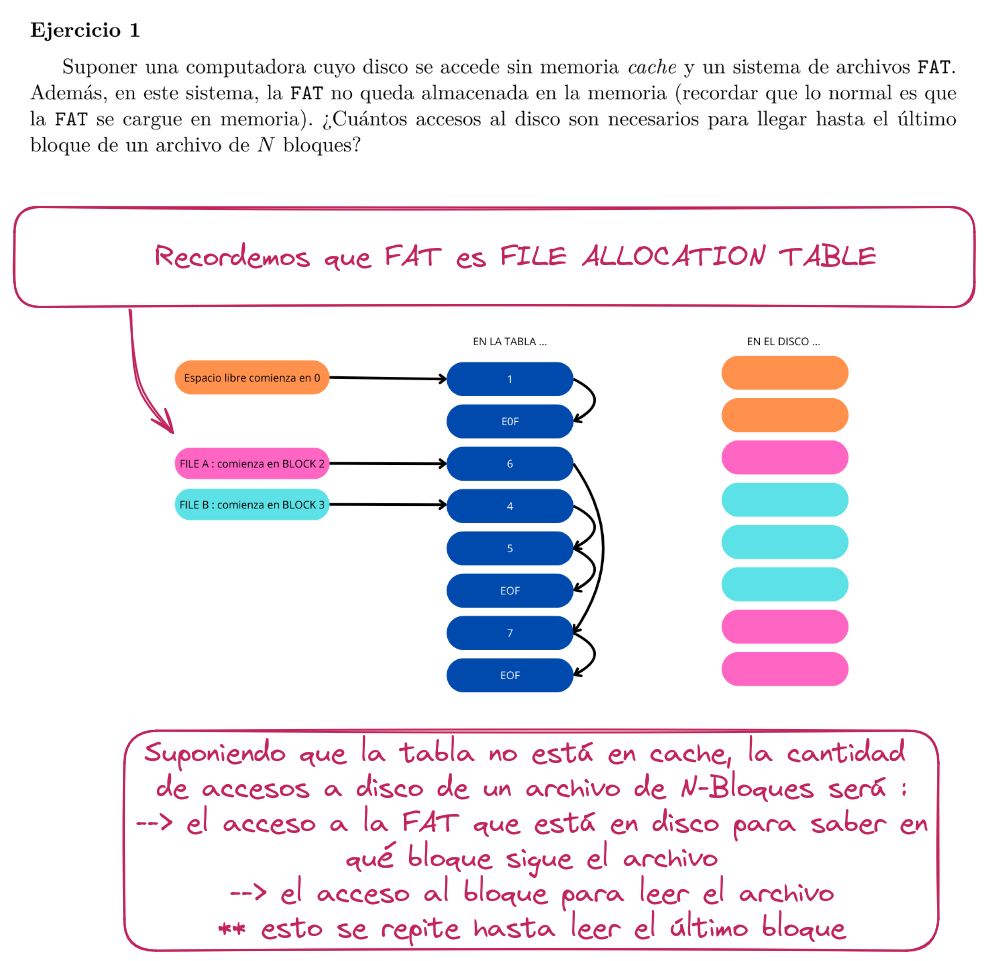 Ejercicio 1
Suponer una computadora cuyo disco se accede sin memoria cache y un sistema de archivos FAT.
Además, en este sistema, la FAT no queda almacenada en la memoria (recordar que lo normal es que
la FAT se cargue en memoria). ¿Cuántos accesos al disco son necesarios para llegar hasta el último
bloque de un archivo de N bloques?
Recordemos que FAT es FILE ALLOCATION TABLE
EN LA TABLA ...
EN EL DISCO ...
Espacio libre comienza en 0
1
E0F
FILE A : comienza en BLOCK 2
6
FILE B : comienza en BLOCK 3
4
5
EOF
7
EOF
Suponiendo que la tabla no está en cache, la cantidad
de accesos a disco de un archivo de N-Bloques será :
--> el acceso a la FAT que está en disco para saber en
qué bloque sigue el archivo
--> el acceso al bloque para leer el archivo
** esto se repite hasta leer el último bloque